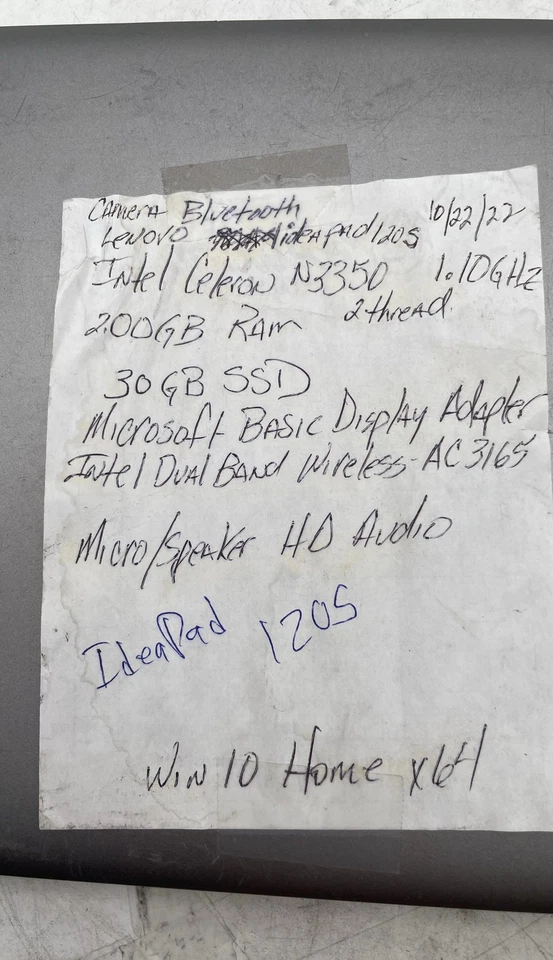 CAMERA Bluetooth 10/22/22
LENOVO ideAPAd 120S
Intel Celeron N3350 1.10GHZ
2.00GB RAM 2 thread
30GB SSD
Microsoft BASIC Display Adapter
Intel Dual Band Wireless-AC 3165
Micro/Speaker HD Audio
IdeaPad 120S
Win 10 Home x64